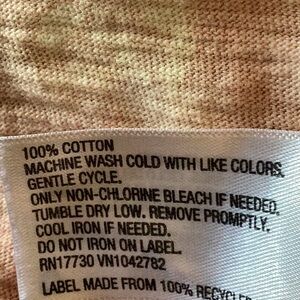 100% COTTON
MACHINE WASH COLD WITH LIKE COLORS.
GENTLE CYCLE.
ONLY NON-CHLORINE BLEACH IF NEEDED.
TUMBLE DRY LOW. REMOVE PROMPTLY.
COOL IRON IF NEEDED.
DO NOT IRON ON LABEL.
RN17730 VN1042782
LABEL MADE FROM 100% RECYCLED